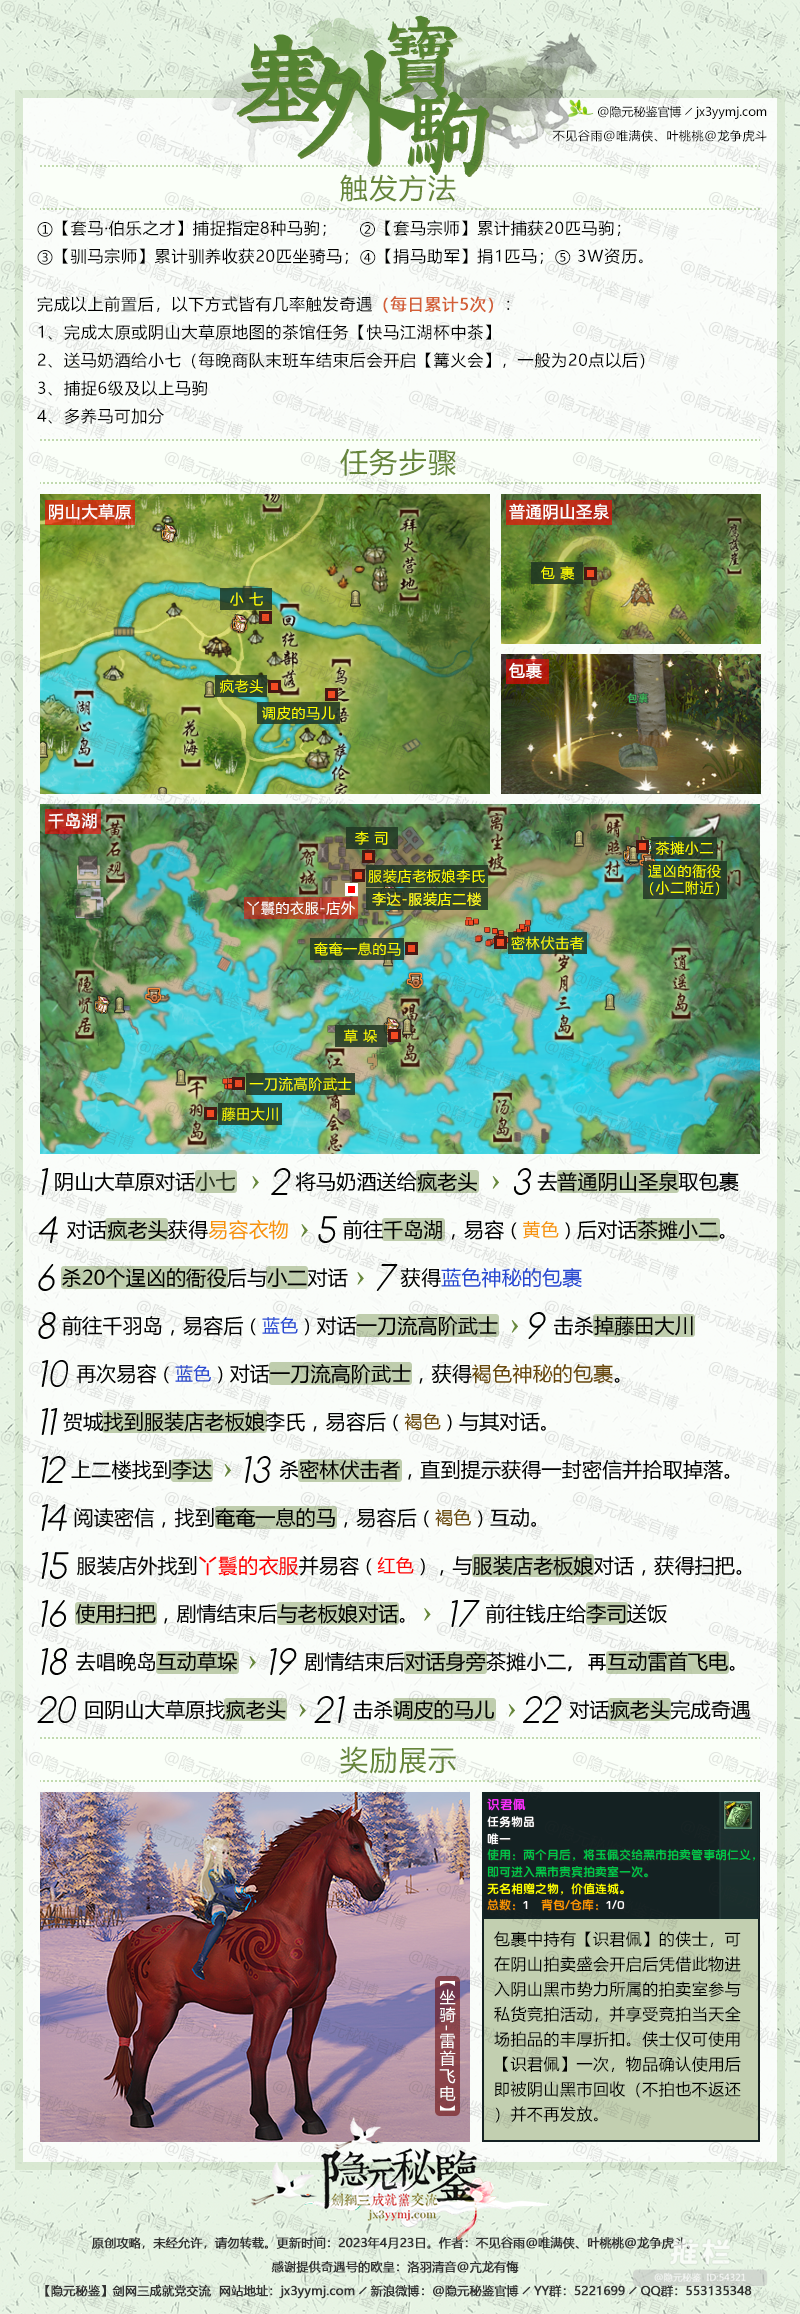 塞外寶駒
@隐元秘鉴官博 / jx3yymj.com
不见谷雨@唯满侠、叶桃桃@龙争虎斗
触发方法
①【套马·伯乐之才】捕捉指定8种马驹； ②【套马宗师】累计捕获20匹马驹；
③【驯马宗师】累计驯养收获20匹坐骑马；④【捐马助军】捐1匹马；⑤ 3W资历。
完成以上前置后，以下方式皆有几率触发奇遇（每日累计5次）：
1、完成太原或阴山大草原地图的茶馆任务【快马江湖杯中茶】
2、送马奶酒给小七（每晚商队末班车结束后会开启【篝火会】，一般为20点以后）
3、捕捉6级及以上马驹
4、多养马可加分
任务步骤
阴山大草原
拜火营地
小 七
回纥部落
疯老头
调皮的马儿
湖心岛
花海
普通阴山圣泉
鹰落崖
包 裹
包裹
包裹
千岛湖
黄石观
贺城
李 司
离尘坡
晴照村
茶摊小二
服装店老板娘李氏
逞凶的衙役
（小二附近）
李达-服装店二楼
丫鬟的衣服-店外
奄奄一息的马
密林伏击者
隐贤居
岁月三岛
逍遥岛
草 垛
唱晚岛
一刀流高阶武士
千羽岛
藤田大川
汤岛
1 阴山大草原对话小七 › 2 将马奶酒送给疯老头 › 3 去普通阴山圣泉取包裹
4 对话疯老头获得易容衣物 › 5 前往千岛湖，易容（黄色）后对话茶摊小二。
6 杀20个逞凶的衙役后与小二对话 › 7 获得蓝色神秘的包裹
8 前往千羽岛，易容后（蓝色）对话一刀流高阶武士 › 9 击杀掉藤田大川
10 再次易容（蓝色）对话一刀流高阶武士，获得褐色神秘的包裹。
11 贺城找到服装店老板娘李氏，易容后（褐色）与其对话。
12 上二楼找到李达 › 13 杀密林伏击者，直到提示获得一封密信并拾取掉落。
14 阅读密信，找到奄奄一息的马，易容后（褐色）互动。
15 服装店外找到丫鬟的衣服并易容（红色），与服装店老板娘对话，获得扫把。
16 使用扫把，剧情结束后与老板娘对话。 › 17 前往钱庄给李司送饭
18 去唱晚岛互动草垛 › 19 剧情结束后对话身旁茶摊小二，再互动雷首飞电。
20 回阴山大草原找疯老头 › 21 击杀调皮的马儿 › 22 对话疯老头完成奇遇
奖励展示
【坐骑-雷首飞电】
识君佩
任务物品
唯一
使用：两个月后，将玉佩交给黑市拍卖管事胡仁义，
即可进入黑市贵宾拍卖室一次。
无名相赠之物，价值连城。
总数：1 背包/仓库：1/0
包裹中持有【识君佩】的侠士，可
在阴山拍卖盛会开启后凭借此物进
入阴山黑市势力所属的拍卖室参与
私货竞拍活动，并享受竞拍当天全
场拍品的丰厚折扣。侠士仅可使用
【识君佩】一次，物品确认使用后
即被阴山黑市回收（不拍也不返还
）并不再发放。
隐元秘鑒
剑网三成就党交流
jx3yymj.com
原创攻略，未经允许，请勿转载。更新时间：2023年4月23日。作者：不见谷雨@唯满侠、叶桃桃@龙争虎斗
感谢提供奇遇号的欧皇：洛羽清音@亢龙有悔
【隐元秘鉴】剑网三成就党交流 网站地址：jx3yymj.com / 新浪微博：@隐元秘鉴官博 / YY群：5221699 / QQ群：553135348
推栏
@隐元秘鉴 ID:54321